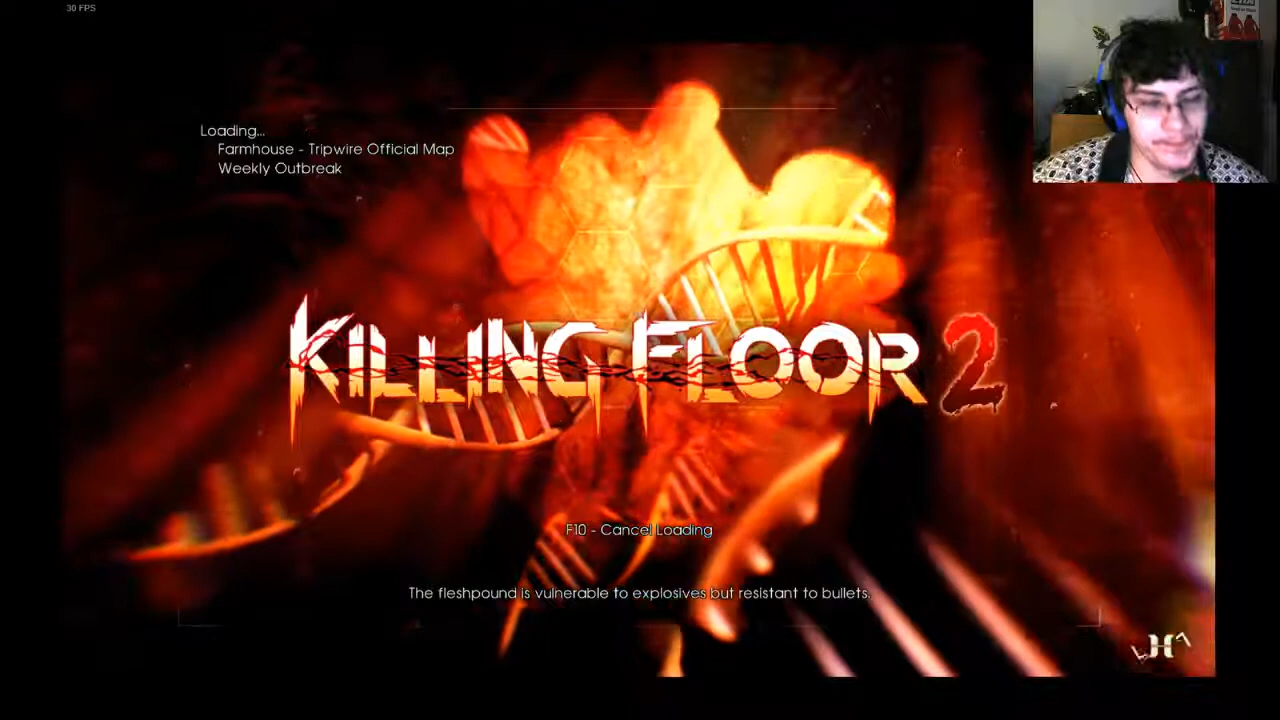 30 FPS
Loading...
Farmhouse - Tripwire Official Map
Weekly Outbreak
KILLING FLOOR 2
F10 - Cancel Loading
The fleshpound is vulnerable to explosives but resistant to bullets.